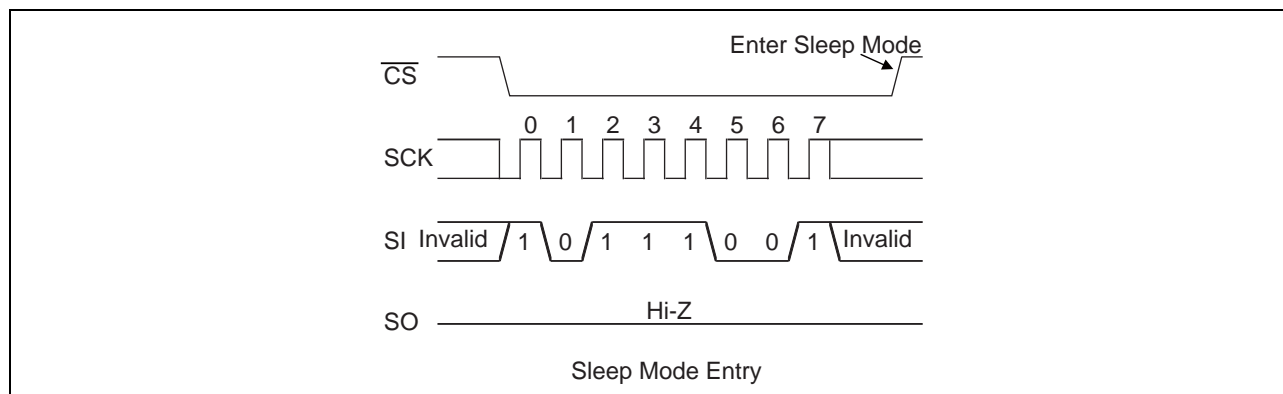 Enter Sleep Mode
CS
0 1 2 3 4 5 6 7
SCK
SI Invalid 1 0 1 1 1 0 0 1 Invalid
Hi-Z
SO
Sleep Mode Entry